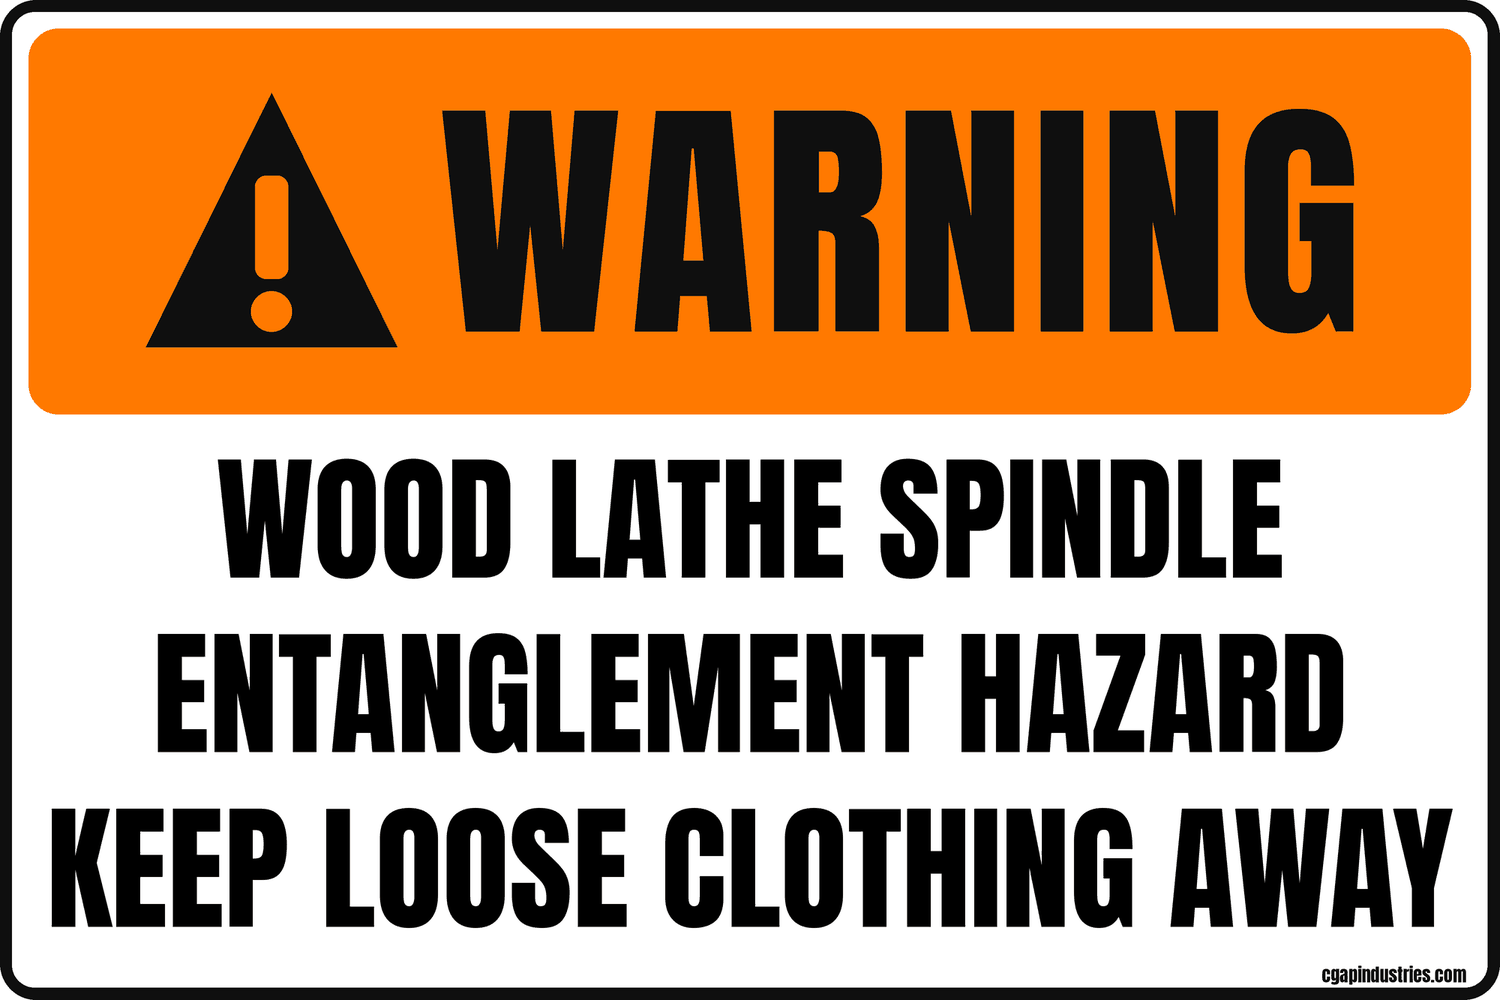 WARNING
WOOD LATHE SPINDLE
ENTANGLEMENT HAZARD
KEEP LOOSE CLOTHING AWAY
cgapindustries.com